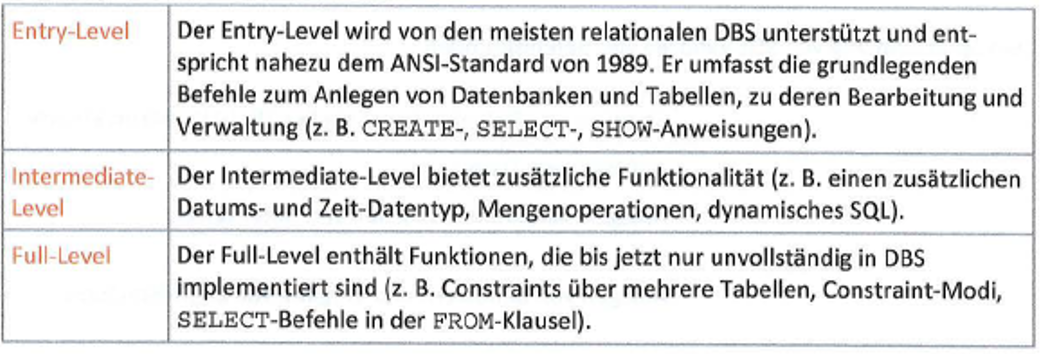 Entry-Level
Der Entry-Level wird von den meisten relationalen DBS unterstützt und ent-
spricht nahezu dem ANSI-Standard von 1989. Er umfasst die grundlegenden
Befehle zum Anlegen von Datenbanken und Tabellen, zu deren Bearbeitung und
Verwaltung (z. B. CREATE-, SELECT-, SHOW-Anweisungen).
Intermediate-
Level
Der Intermediate-Level bietet zusätzliche Funktionalität (z. B. einen zusätzlichen
Datums- und Zeit-Datentyp, Mengenoperationen, dynamisches SQL).
Full-Level
Der Full-Level enthält Funktionen, die bis jetzt nur unvollständig in DBS
implementiert sind (z. B. Constraints über mehrere Tabellen, Constraint-Modi,
SELECT-Befehle in der FROM-Klausel).